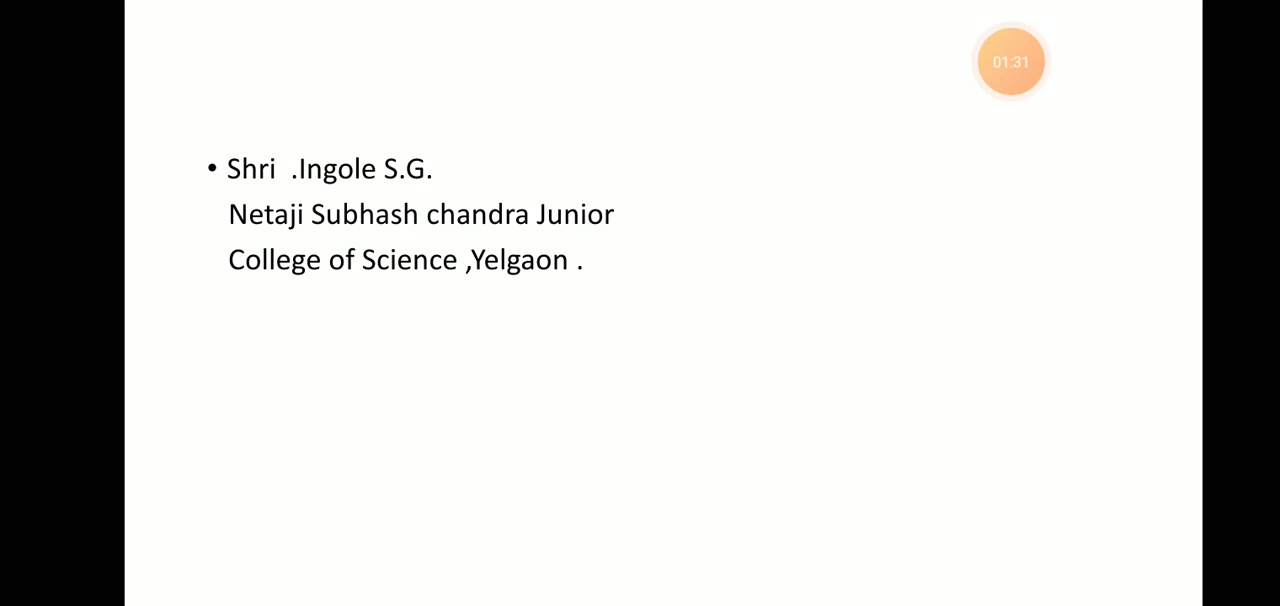 01:31
• Shri  .Ingole S.G.
Netaji Subhash chandra Junior
College of Science ,Yelgaon .